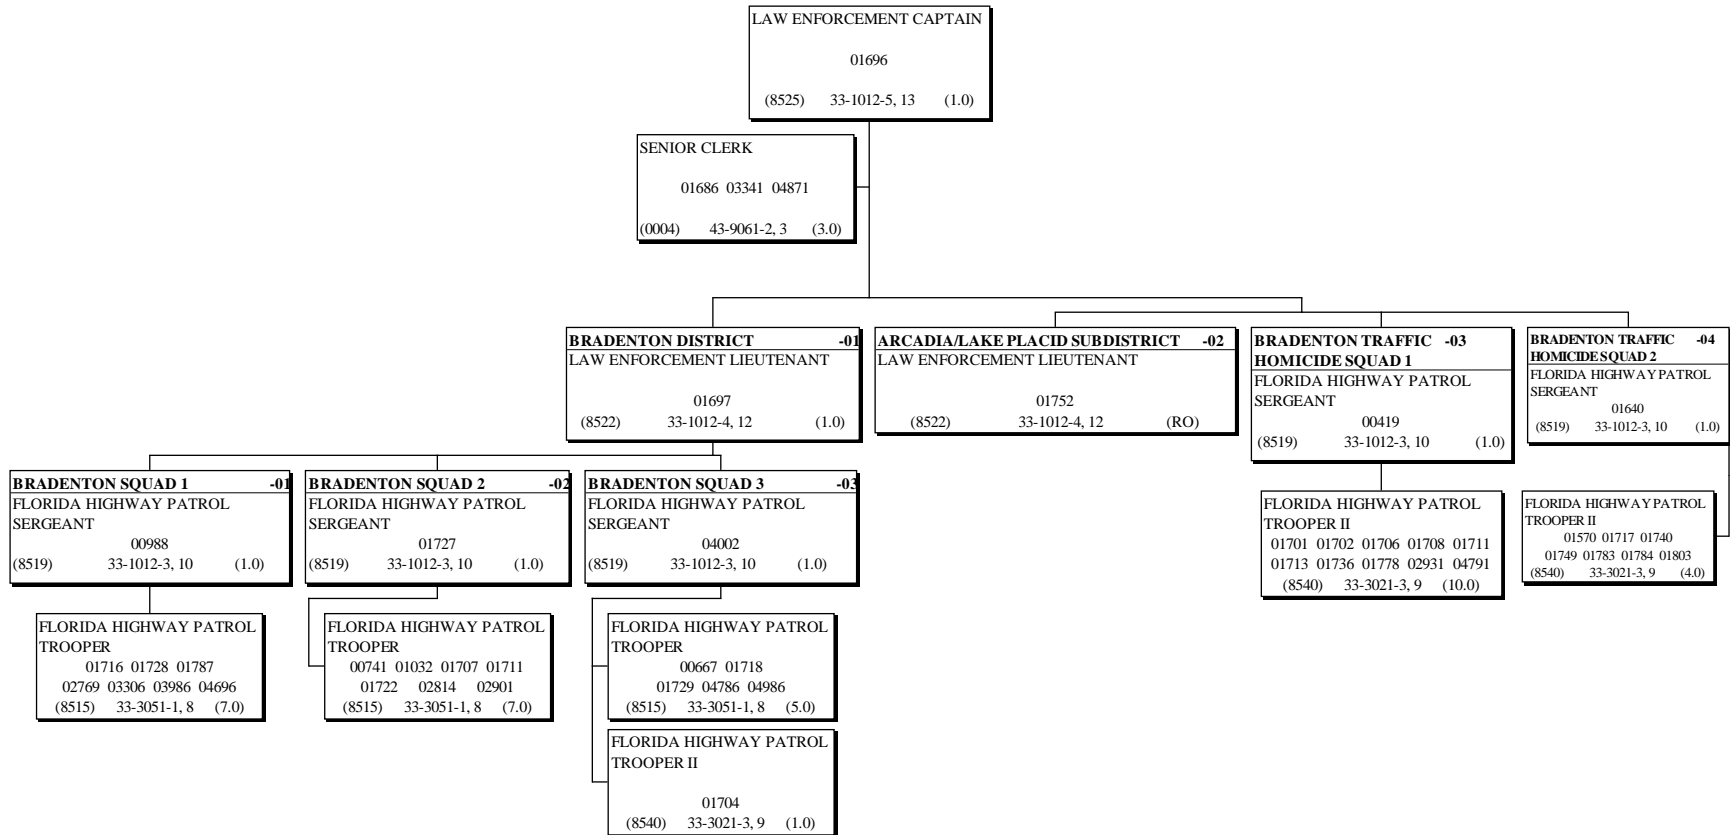 LAW ENFORCEMENT CAPTAIN
01696
(8525) 33-1012-5, 13 (1.0)
SENIOR CLERK
01686 03341 04871
(0004) 43-9061-2, 3 (3.0)
BRADENTON DISTRICT -01
LAW ENFORCEMENT LIEUTENANT
01697
(8522) 33-1012-4, 12 (1.0)
ARCADIA/LAKE PLACID SUBDISTRICT -02
LAW ENFORCEMENT LIEUTENANT
01752
(8522) 33-1012-4, 12 (RO)
BRADENTON TRAFFIC -03
HOMICIDE SQUAD 1
FLORIDA HIGHWAY PATROL
SERGEANT
00419
(8519) 33-1012-3, 10 (1.0)
BRADENTON TRAFFIC -04
HOMICIDE SQUAD 2
FLORIDA HIGHWAY PATROL
SERGEANT
01640
(8519) 33-1012-3, 10 (1.0)
BRADENTON SQUAD 1 -01
FLORIDA HIGHWAY PATROL
SERGEANT
00988
(8519) 33-1012-3, 10 (1.0)
BRADENTON SQUAD 2 -02
FLORIDA HIGHWAY PATROL
SERGEANT
01727
(8519) 33-1012-3, 10 (1.0)
BRADENTON SQUAD 3 -03
FLORIDA HIGHWAY PATROL
SERGEANT
04002
(8519) 33-1012-3, 10 (1.0)
FLORIDA HIGHWAY PATROL
TROOPER II
01701 01702 01706 01708 01711
01713 01736 01778 02931 04791
(8540) 33-3021-3, 9 (10.0)
FLORIDA HIGHWAY PATROL
TROOPER II
01570 01717 01740
01749 01783 01784 01803
(8540) 33-3021-3, 9 (4.0)
FLORIDA HIGHWAY PATROL
TROOPER
01716 01728 01787
02769 03306 03986 04696
(8515) 33-3051-1, 8 (7.0)
FLORIDA HIGHWAY PATROL
TROOPER
00741 01032 01707 01711
01722 02814 02901
(8515) 33-3051-1, 8 (7.0)
FLORIDA HIGHWAY PATROL
TROOPER
00667 01718
01729 04786 04986
(8515) 33-3051-1, 8 (5.0)
FLORIDA HIGHWAY PATROL
TROOPER II
01704
(8540) 33-3021-3, 9 (1.0)